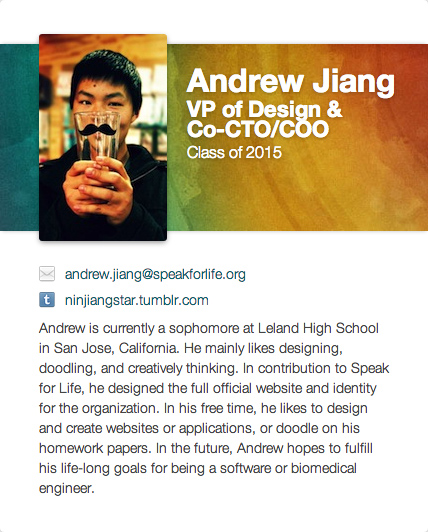 Andrew Jiang
VP of Design &
Co-CTO/COO
Class of 2015
andrew.jiang@speakforlife.org
t
ninjiangstar.tumblr.com
Andrew is currently a sophomore at Leland High School
in San Jose, California. He mainly likes designing,
doodling, and creatively thinking. In contribution to Speak
for Life, he designed the full official website and identity
for the organization. In his free time, he likes to design
and create websites or applications, or doodle on his
homework papers. In the future, Andrew hopes to fulfill
his life-long goals for being a software or biomedical
engineer.